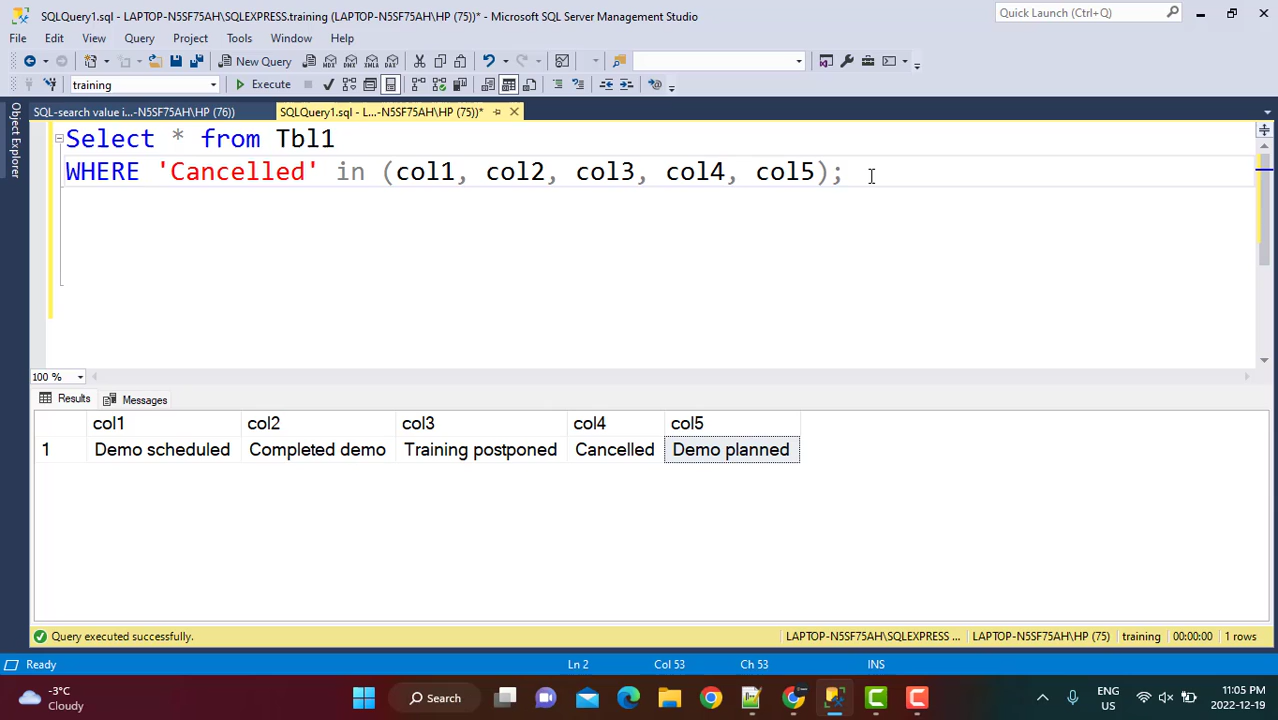 SQLQuery1.sql - LAPTOP-N5SF75AH\SQLEXPRESS.training (LAPTOP-N5SF75AH\HP (75))* - Microsoft SQL Server Management Studio
Quick Launch (Ctrl+Q)
File Edit View Query Project Tools Window Help
New Query
training Execute
SQL-search value i...-N5SF75AH\HP (76)) SQLQuery1.sql - L...-N5SF75AH\HP (75))*
Object Explorer
Select * from Tbl1
WHERE 'Cancelled' in (col1, col2, col3, col4, col5);
100 %
Results Messages
col1 col2 col3 col4 col5
1 Demo scheduled Completed demo Training postponed Cancelled Demo planned
Query executed successfully. LAPTOP-N5SF75AH\SQLEXPRESS ... LAPTOP-N5SF75AH\HP (75) training 00:00:00 1 rows
Ready Ln 2 Col 53 Ch 53 INS
-3°C
Cloudy
Search
ENG
US
11:05 PM
2022-12-19